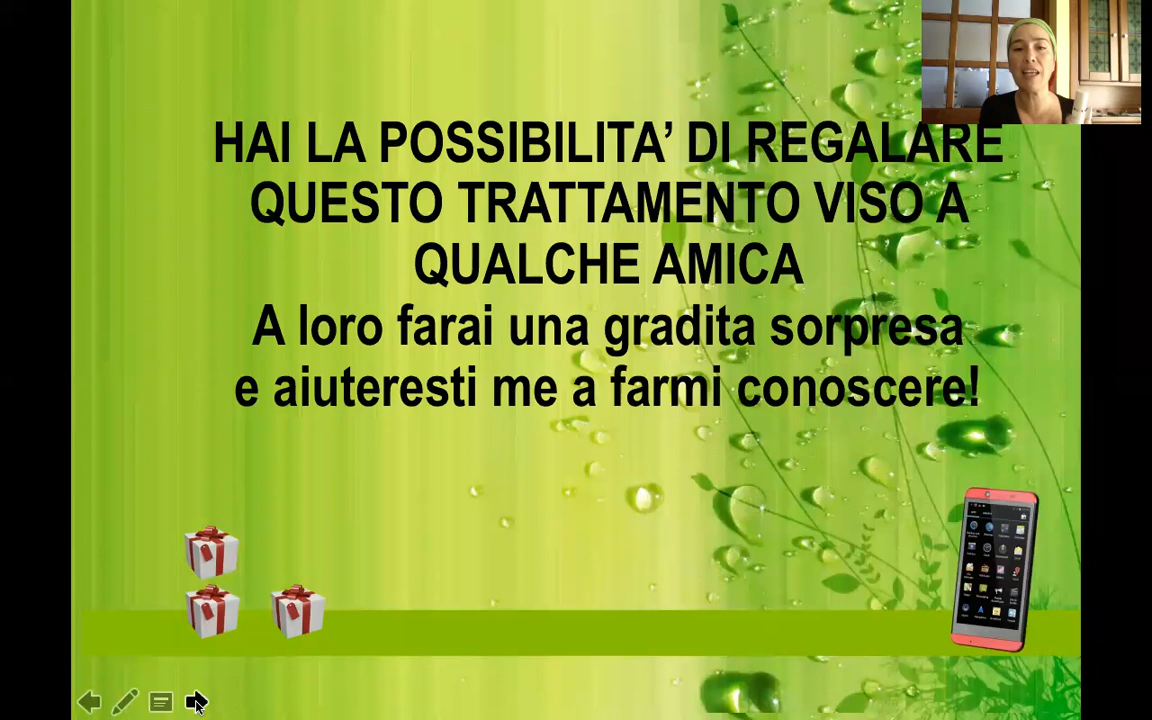 HAI LA POSSIBILITA’ DI REGALARE
QUESTO TRATTAMENTO VISO A
QUALCHE AMICA
A loro farai una gradita sorpresa
e aiuteresti me a farmi conoscere!